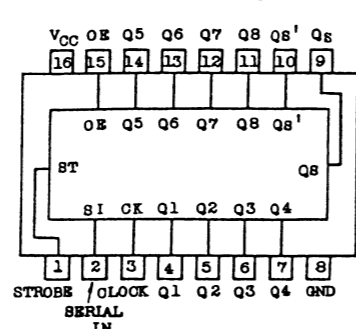 VCC OE Q5 Q6 Q7 Q8 QS' QS
16 15 14 13 12 11 10 9
OE Q5 Q6 Q7 Q8 QS'
ST QS
SI CK Q1 Q2 Q3 Q4
1 2 3 4 5 6 7 8
STROBE / CLOCK Q1 Q2 Q3 Q4 GND
SERIAL
IN